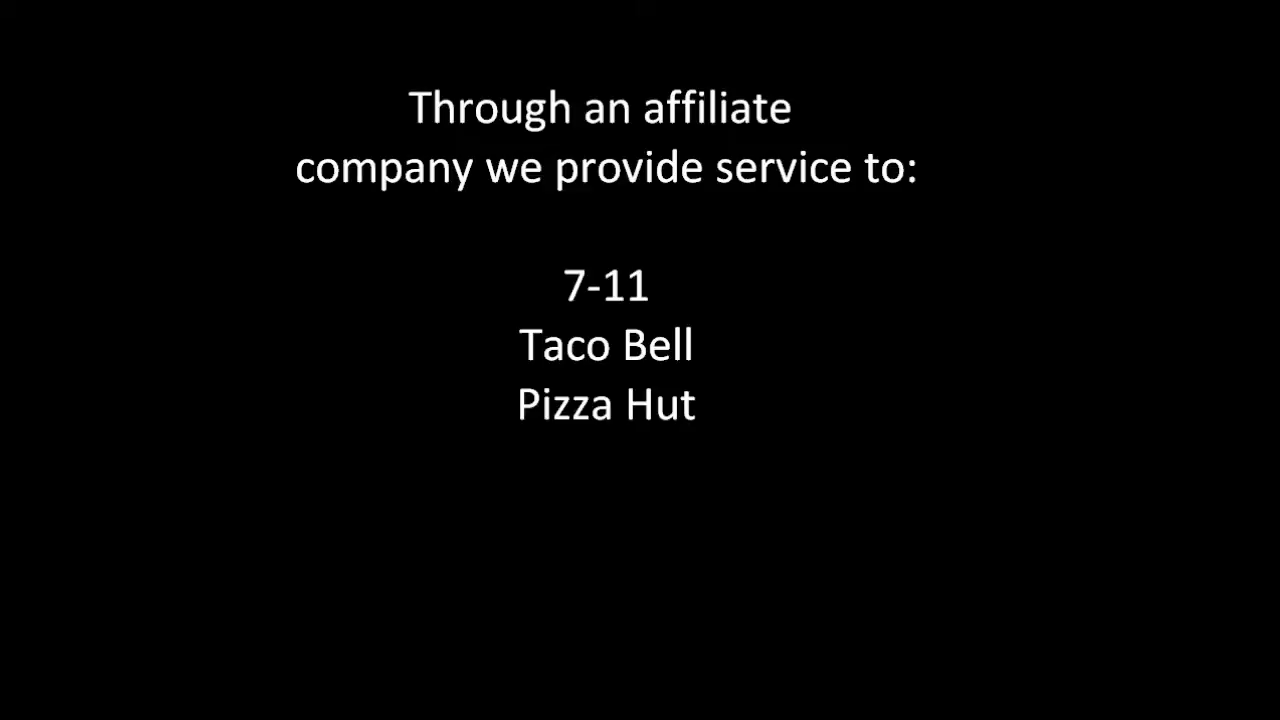 Through an affiliate
company we provide service to:
7-11
Taco Bell
Pizza Hut